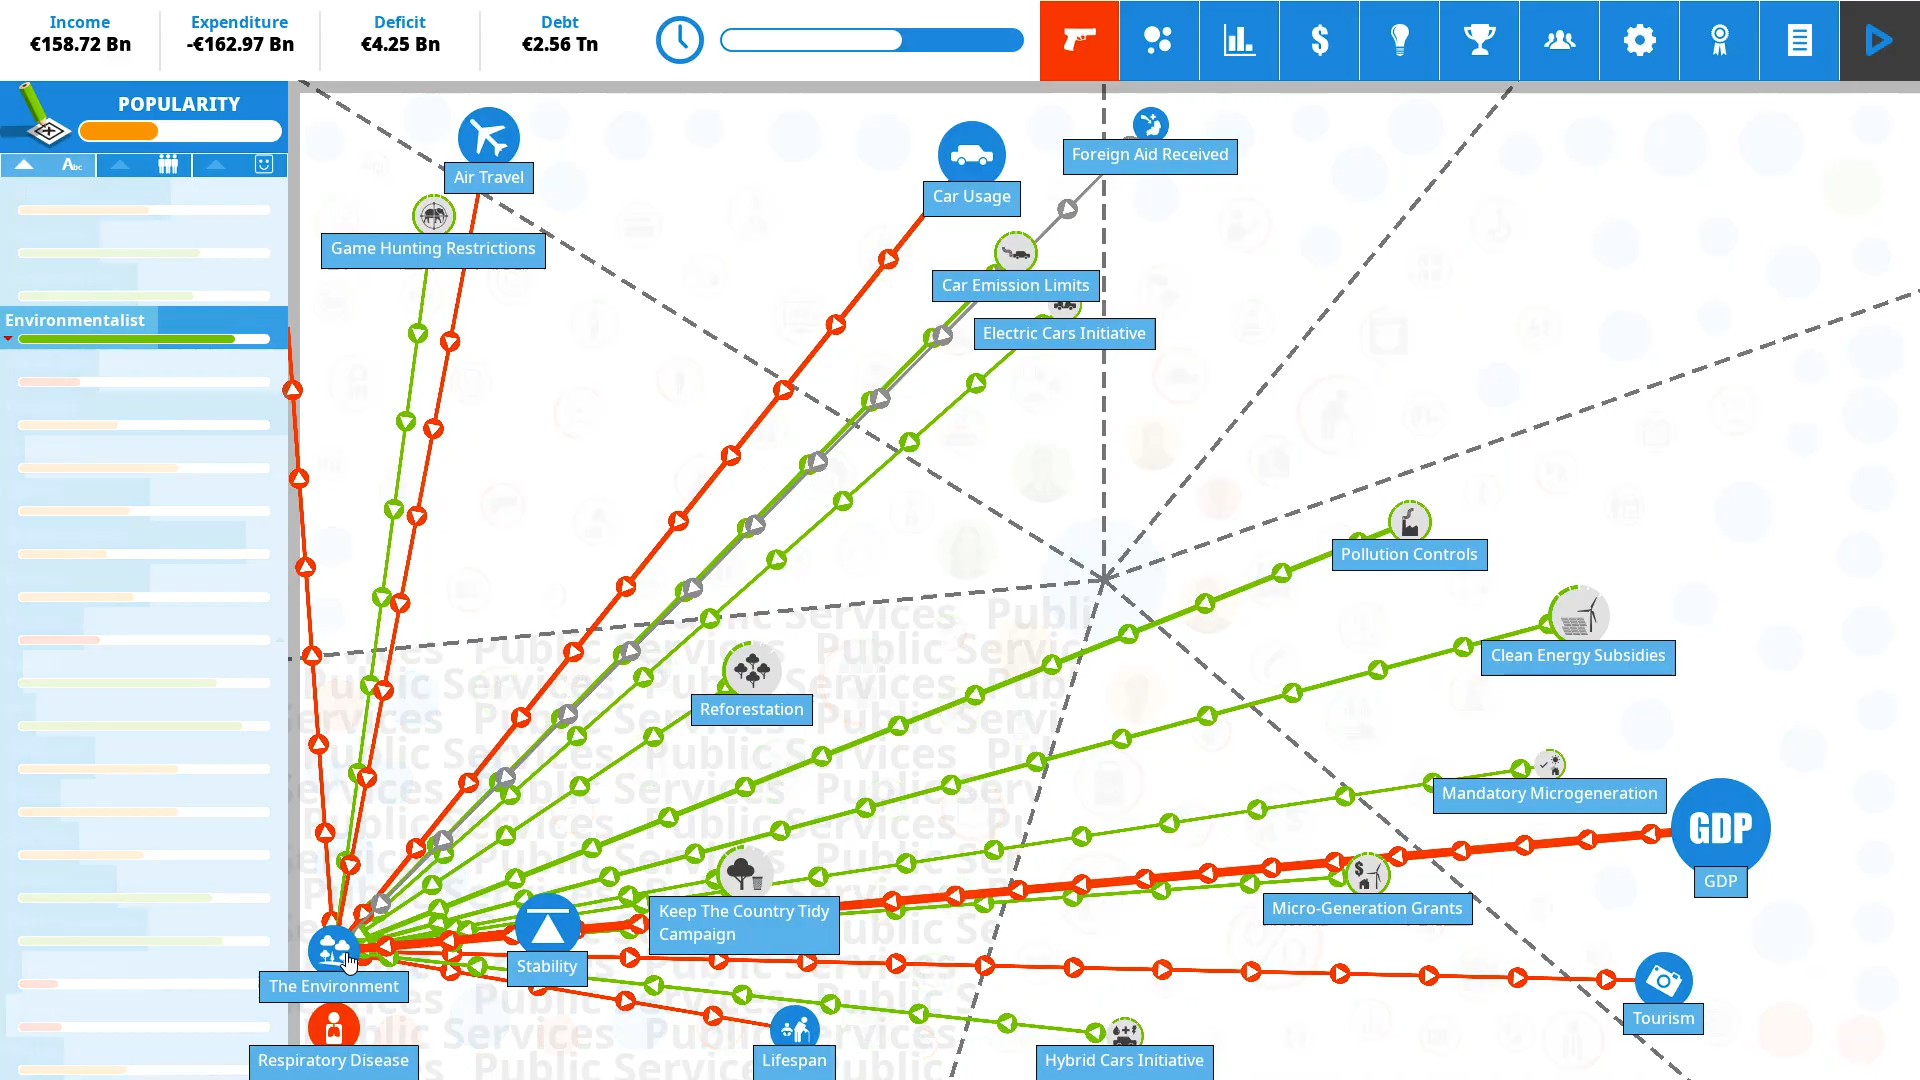 Income
Expenditure
Deficit
Debt
€158.72 Bn
-€162.97 Bn
€4.25 Bn
€2.56 Tn
POPULARITY
Abc
Environmentalist
Air Travel
Game Hunting Restrictions
Car Usage
Foreign Aid Received
Car Emission Limits
Electric Cars Initiative
Pollution Controls
Clean Energy Subsidies
Reforestation
Mandatory Microgeneration
GDP
GDP
Micro-Generation Grants
Keep The Country Tidy
Campaign
Stability
The Environment
Tourism
Respiratory Disease
Lifespan
Hybrid Cars Initiative
Public Services